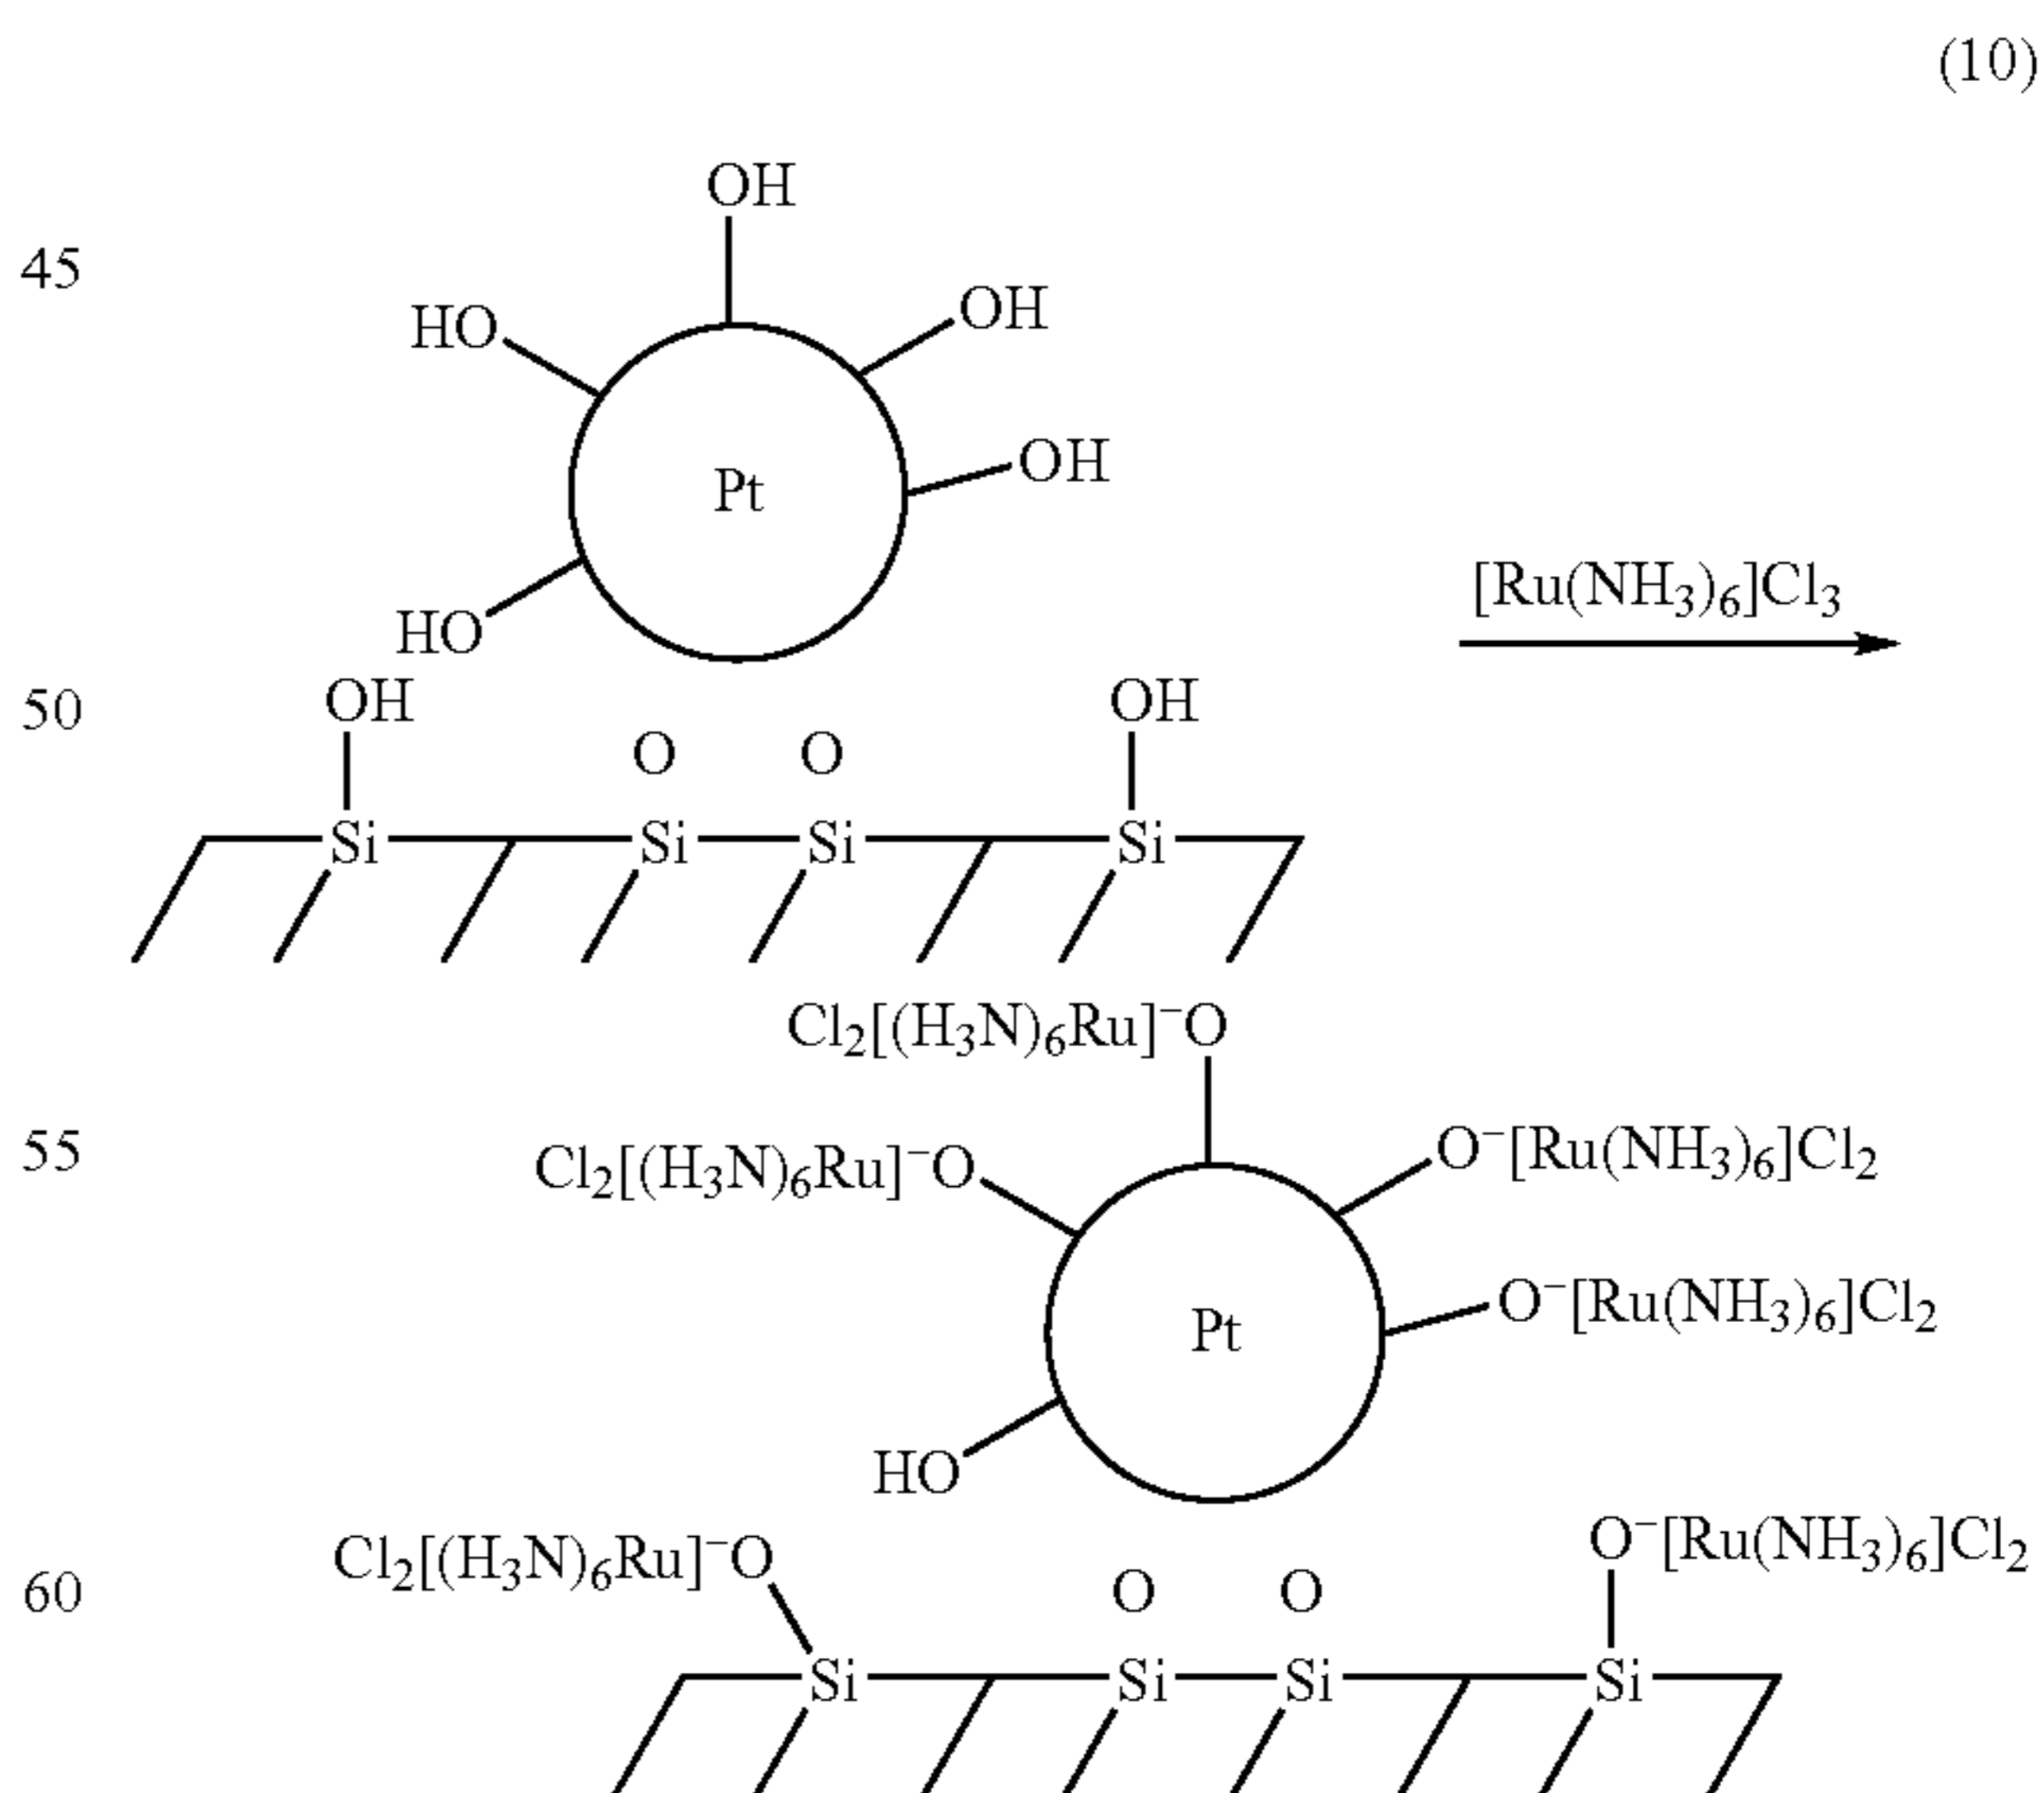 (10)
OH
45
HO
OH
OH
Pt
[Ru(NH₃)₆]Cl₃
HO
50
OH
OH
O
O
Si
Si
Si
Si
Cl₂[(H₃N)₆Ru]⁻O
55
Cl₂[(H₃N)₆Ru]⁻O
O⁻[Ru(NH₃)₆]Cl₂
O⁻[Ru(NH₃)₆]Cl₂
Pt
HO
Cl₂[(H₃N)₆Ru]⁻O
O⁻[Ru(NH₃)₆]Cl₂
60
O
O
Si
Si
Si
Si